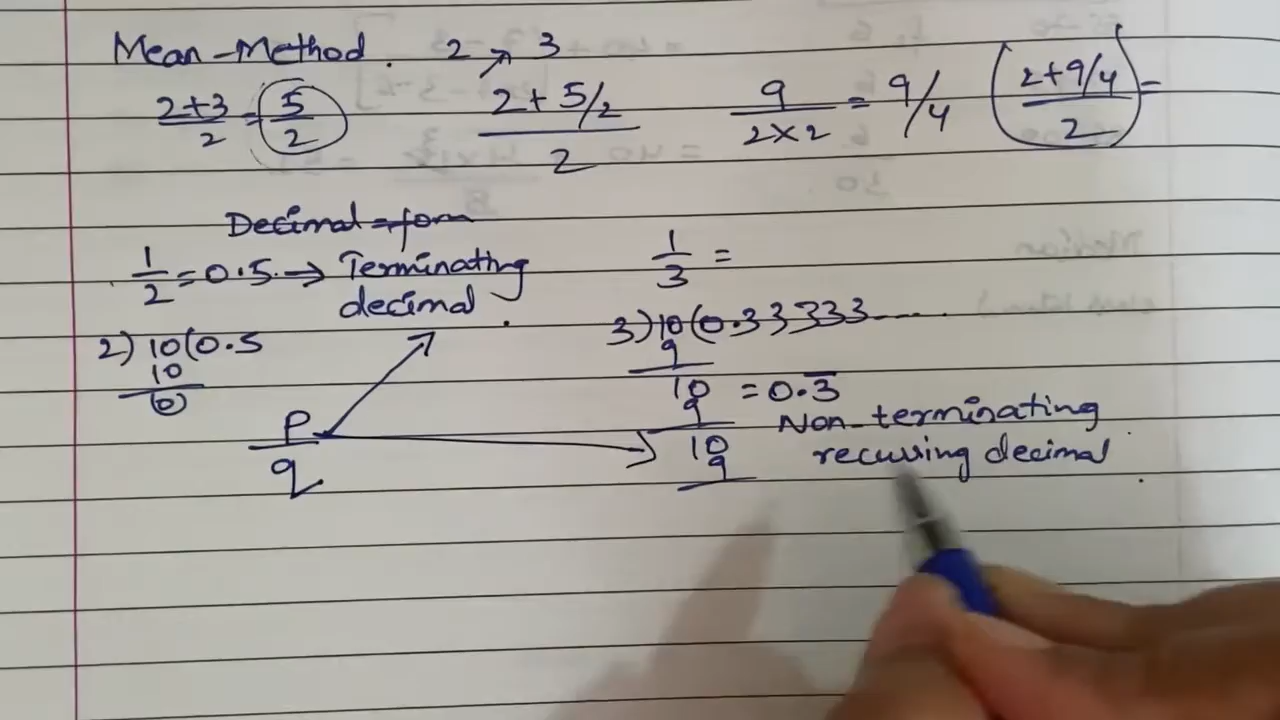 Mean-Method. 2 ↗ 3
2+3/2 = 5/2 2+5/2/2 9/2×2 = 9/4 (2+9/4/2) =
Decimal form
1/2 = 0.5 → Terminating decimal. 1/3 =
2)10(0.5 3)10(0.33333.....
10 9
0 10 = 0.3̅
p/q 9 Non-terminating
10 recurring decimal.
9